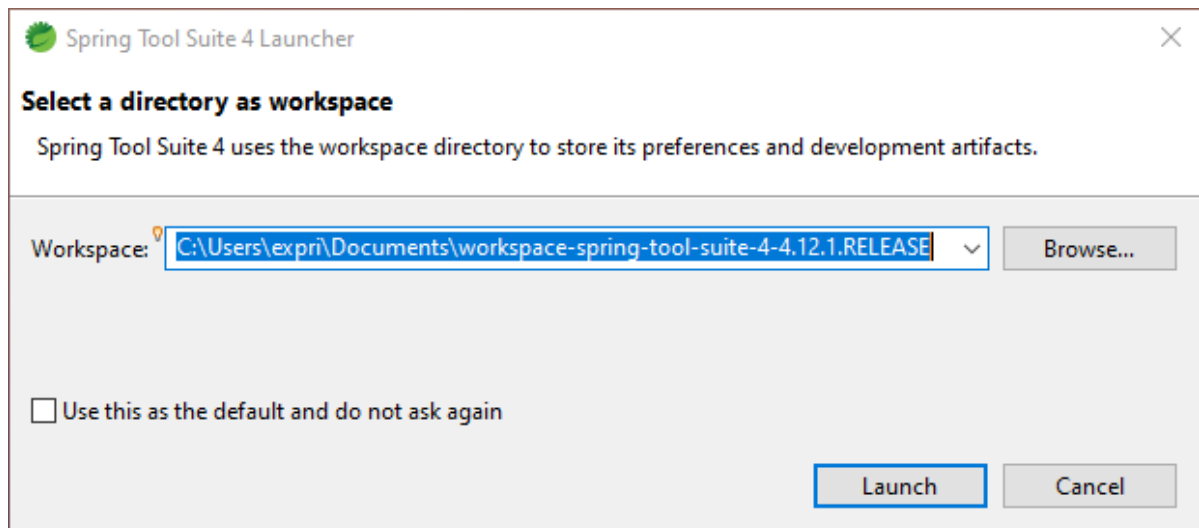 Spring Tool Suite 4 Launcher
Select a directory as workspace
Spring Tool Suite 4 uses the workspace directory to store its preferences and development artifacts.
Workspace: C:\Users\expri\Documents\workspace-spring-tool-suite-4-4.12.1.RELEASE Browse...
Use this as the default and do not ask again
Launch Cancel